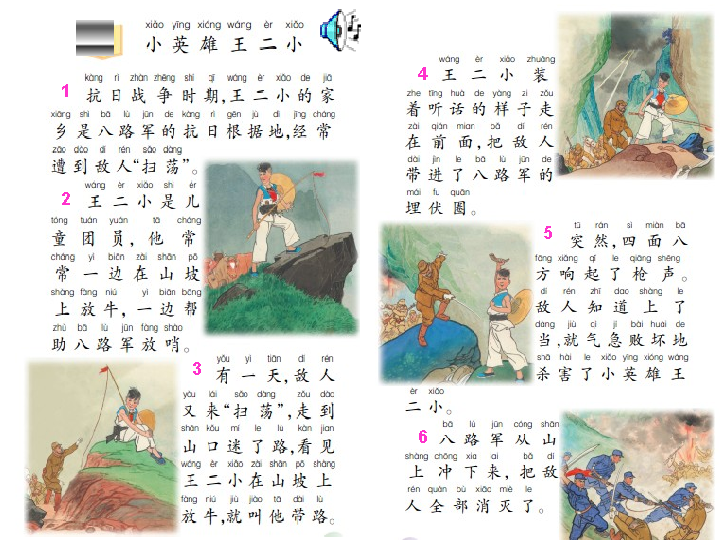 xiǎo yīng xióng wáng èr xiǎo
小英雄王二小
1
kàng rì zhàn zhēng shí qī wáng èr xiǎo de jiā
抗日战争时期,王二小的家
xiāng shì bā lù jūn de kàng rì gēn jù dì jīng cháng
乡是八路军的抗日根据地,经常
zāo dào dí rén sǎo dàng
遭到敌人“扫荡”。
2
wáng èr xiǎo shì ér
王二小是儿
tóng tuán yuán tā cháng
童团员,他常
cháng yì biān zài shān pō
常一边在山坡
shàng fàng niú yì biān bāng
上放牛,一边帮
zhù bā lù jūn fàng shào
助八路军放哨。
3
yǒu yì tiān dí rén
有一天,敌人
yòu lái sǎo dàng zǒu dào
又来“扫荡”,走到
shān kǒu mí le lù kàn jiàn
山口迷了路,看见
wáng èr xiǎo zài shān pō shàng
王二小在山坡上
fàng niú jiù jiào tā dài lù
放牛,就叫他带路。
4
wáng èr xiǎo zhuāng
王二小装
zhe tīng huà de yàng zi zǒu
着听话的样子走
zài qián miàn bǎ dí rén
在前面,把敌人
dài jìn le bā lù jūn de
带进了八路军的
mái fu quān
埋伏圈。
5
tū rán sì miàn bā
突然,四面八
fāng xiǎng qǐ le qiāng shēng
方响起了枪声。
dí rén zhī dào shàng le
敌人知道上了
dàng jiù qì jí bài huài de
当,就气急败坏地
shā hài le xiǎo yīng xióng wáng
杀害了小英雄王
èr xiǎo
二小。
6
bā lù jūn cóng shān
八路军从山
shàng chōng xià lái bǎ dí
上冲下来,把敌
rén quán bù xiāo miè le
人全部消灭了。